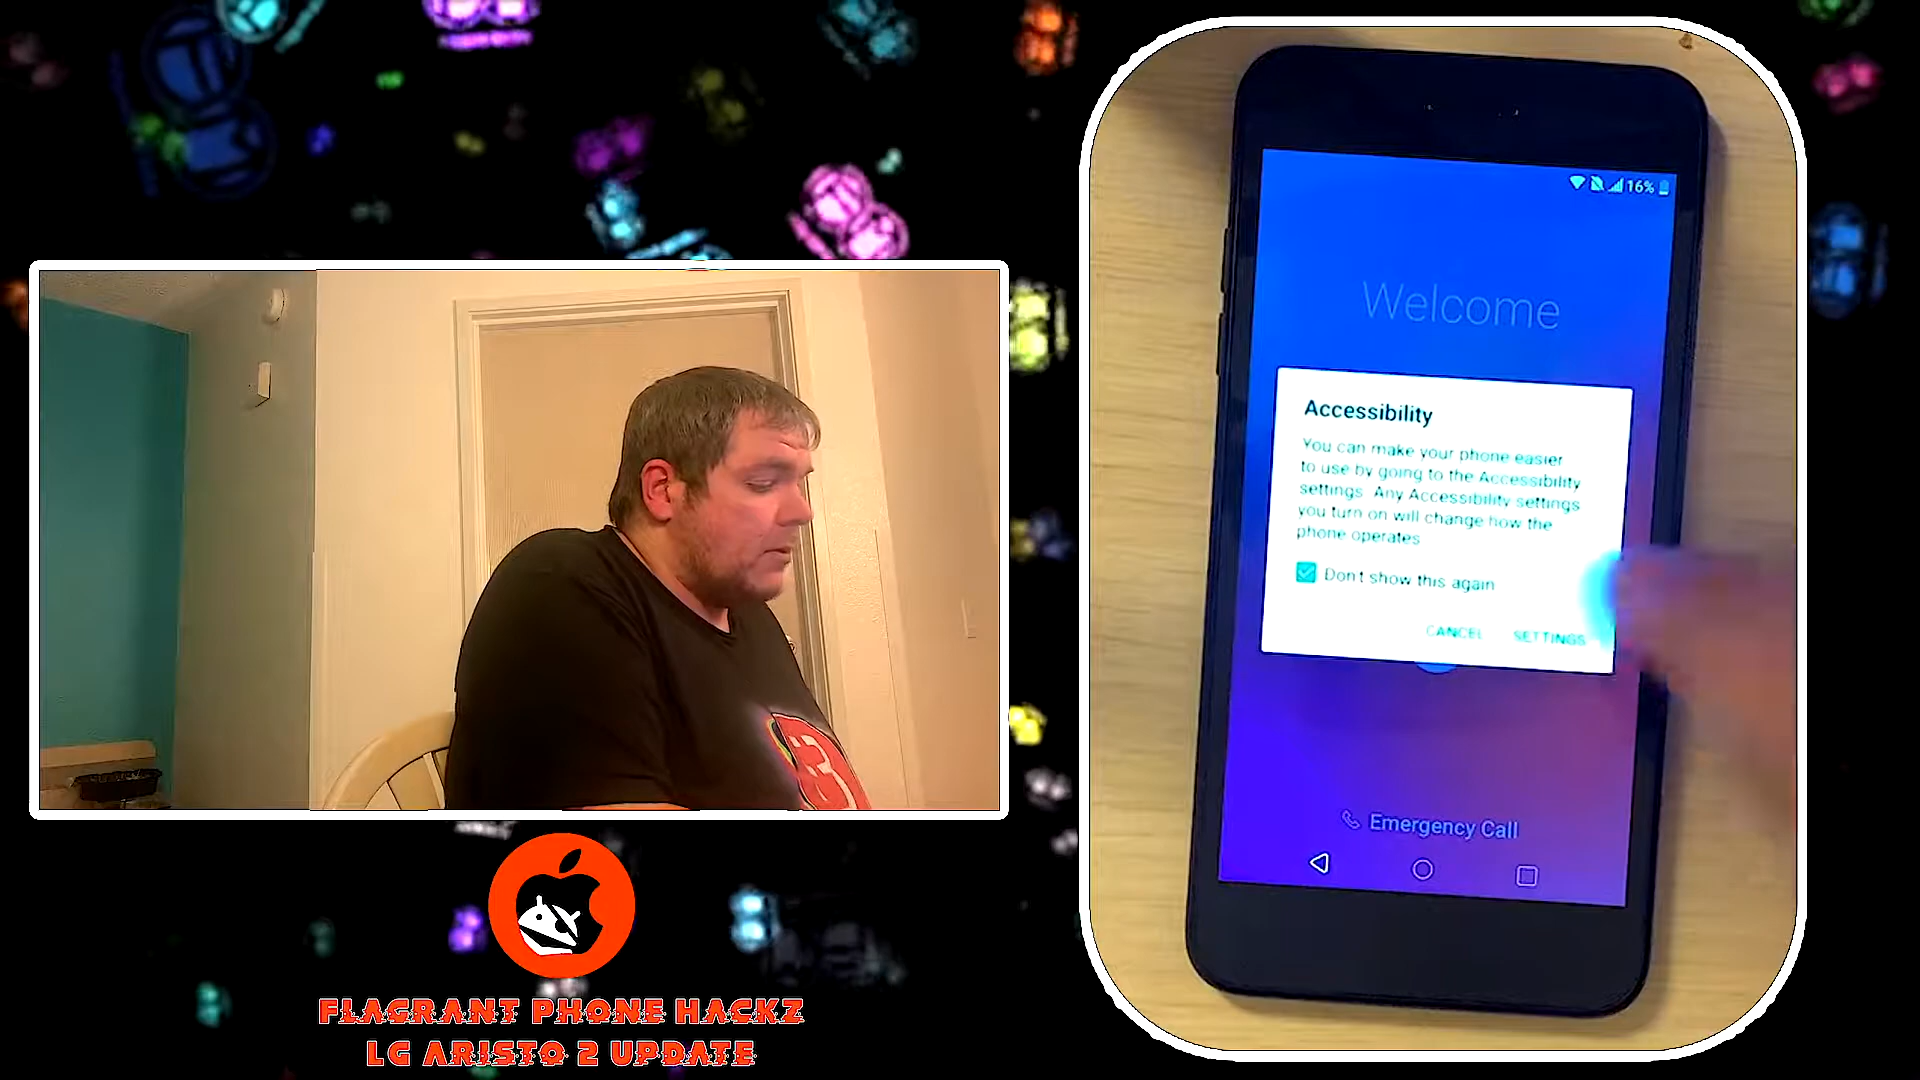 16%
Welcome
Accessibility
You can make your phone easier
to use by going to the Accessibility
settings. Any Accessibility settings
you turn on will change how the
phone operates
Don't show this again
CANCEL SETTINGS
Emergency Call
FLAGRANT PHONE HACKZ
LG ARISTO 2 UPDATE